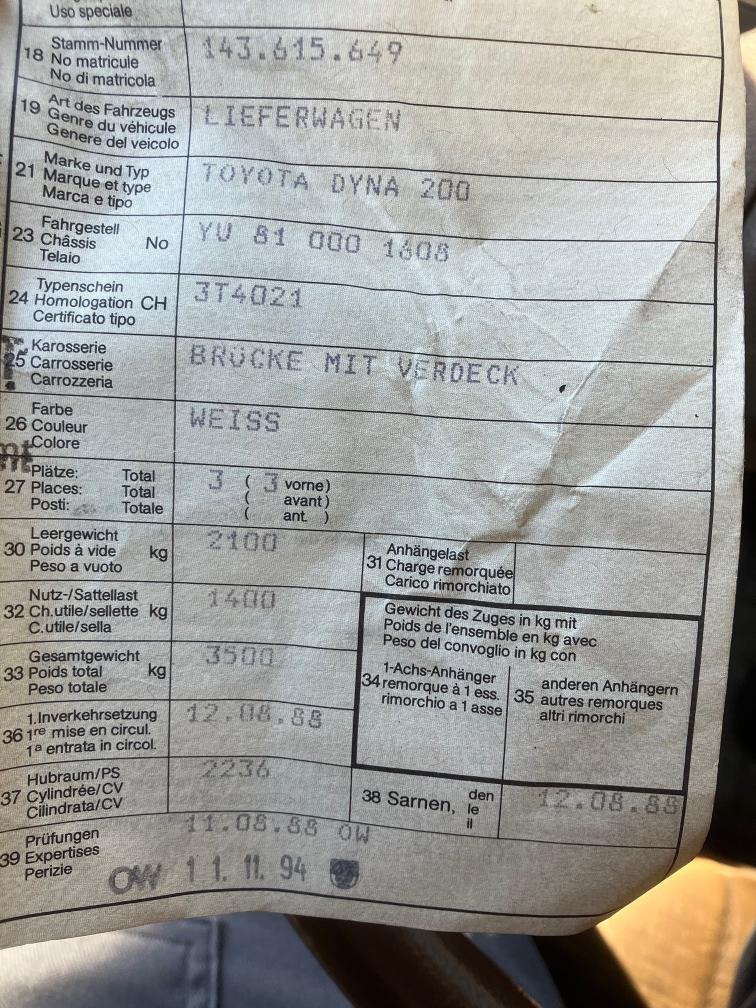 Uso speciale
18 Stamm-Nummer
No matricule
No di matricola
143.615.649
19 Art des Fahrzeugs
Genre du véhicule
Genere del veicolo
LIEFERWAGEN
21 Marke und Typ
Marque et type
Marca e tipo
TOYOTA DYNA 200
23 Fahrgestell
Châssis No
Telaio
YU 81 000 1608
24 Typenschein
Homologation CH
Certificato tipo
3T4021
25 Karosserie
Carrosserie
Carrozzeria
BRÜCKE MIT VERDECK
26 Farbe
Couleur
Colore
WEISS
27 Plätze: Total
Places: Total
Posti: Totale
3 ( 3 vorne)
( avant)
( ant. )
30 Leergewicht
Poids à vide kg
Peso a vuoto
2100
31 Anhängelast
Charge remorquée
Carico rimorchiato
32 Nutz-/Sattellast
Ch.utile/sellette kg
C.utile/sella
1400
Gewicht des Zuges in kg mit
Poids de l'ensemble en kg avec
Peso del convoglio in kg con
33 Gesamtgewicht
Poids total kg
Peso totale
3500
34 1-Achs-Anhänger
remorque à 1 ess.
rimorchio a 1 asse
35 anderen Anhängern
autres remorques
altri rimorchi
36 1.Inverkehrsetzung
1re mise en circul.
1a entrata in circol.
12.08.88
37 Hubraum/PS
Cylindrée/CV
Cilindrata/CV
2236
38 Sarnen, den
le
il
12.08.88
39 Prüfungen
Expertises
Perizie
11.08.88 OW
OW 11. 11. 94